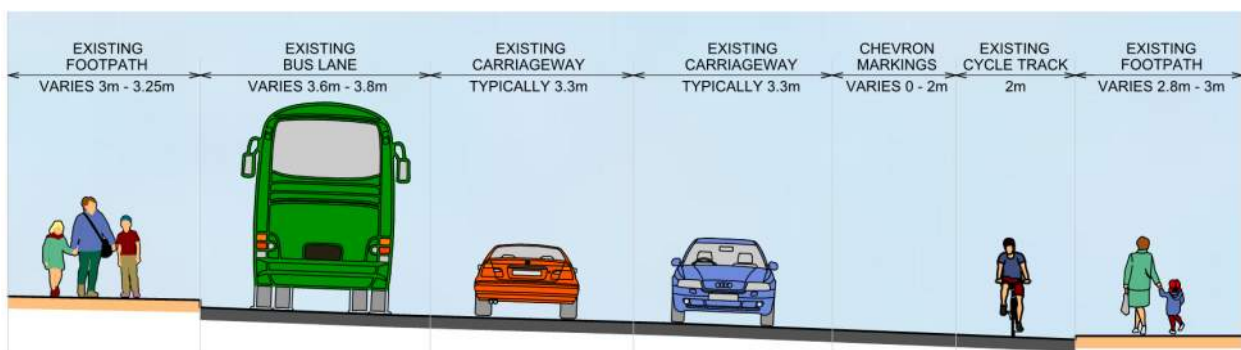 EXISTING
FOOTPATH
VARIES 3m - 3.25m
EXISTING
BUS LANE
VARIES 3.6m - 3.8m
EXISTING
CARRIAGEWAY
TYPICALLY 3.3m
EXISTING
CARRIAGEWAY
TYPICALLY 3.3m
CHEVRON
MARKINGS
VARIES 0 - 2m
EXISTING
CYCLE TRACK
2m
EXISTING
FOOTPATH
VARIES 2.8m - 3m